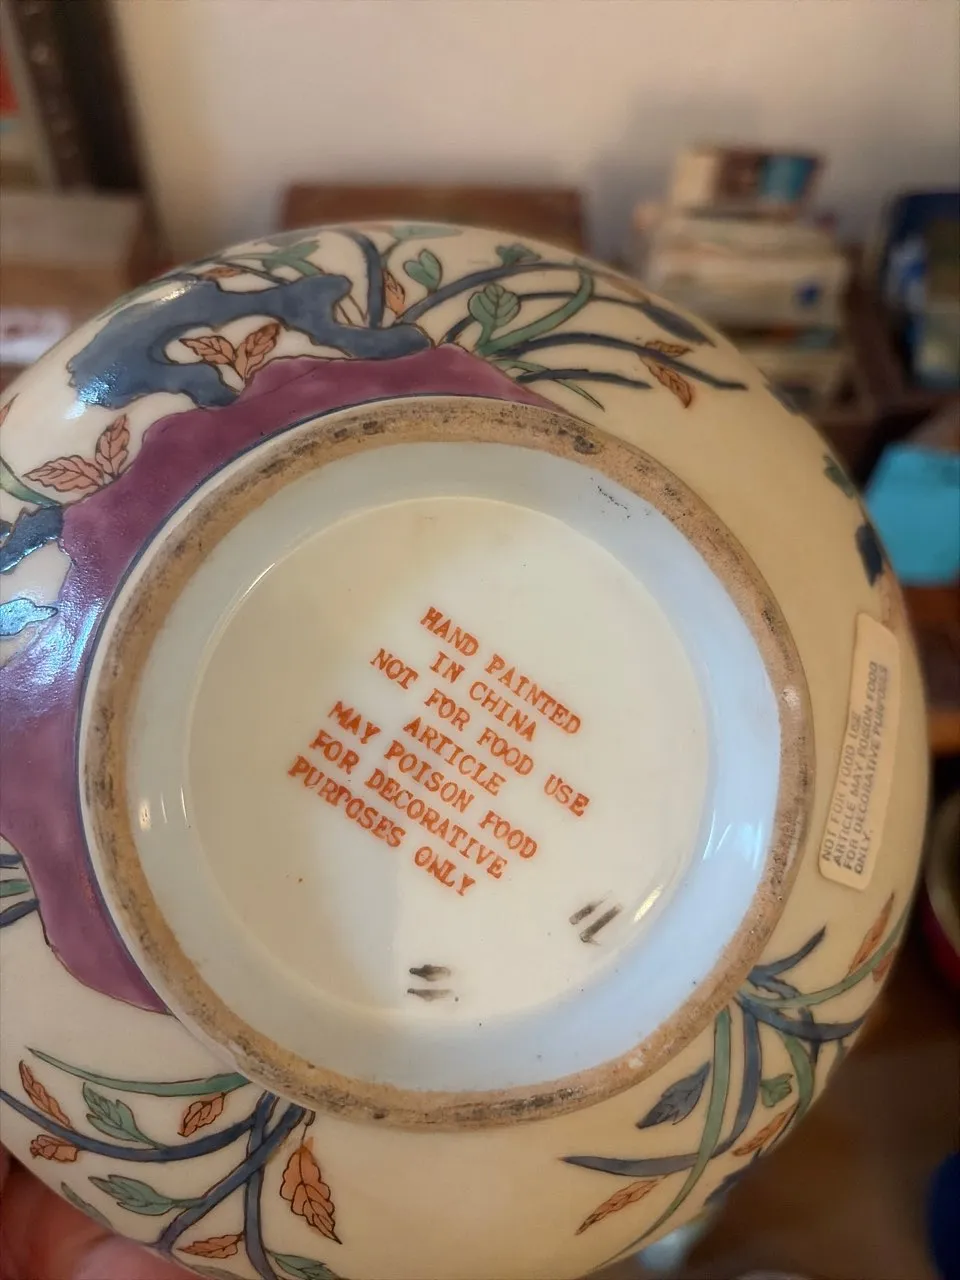 HAND PAINTED
IN CHINA
NOT FOR FOOD USE
ARTICLE
MAY POISON FOOD
FOR DECORATIVE
PURPOSES ONLY
NOT FOR FOOD USE
ARTICLE MAY POISON FOOD
FOR DECORATIVE PURPOSES
ONLY.